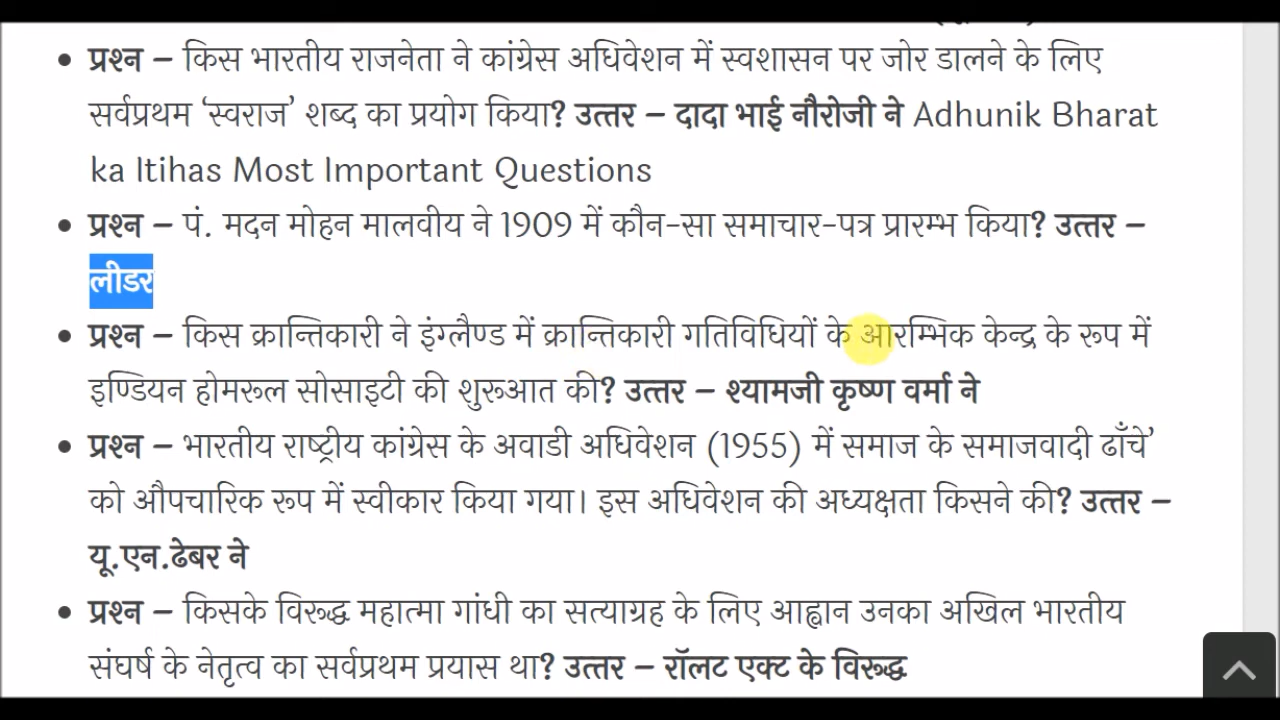 प्रश्न – किस भारतीय राजनेता ने कांग्रेस अधिवेशन में स्वशासन पर जोर डालने के लिए
सर्वप्रथम ‘स्वराज’ शब्द का प्रयोग किया? उत्तर – दादा भाई नौरोजी ने Adhunik Bharat
ka Itihas Most Important Questions
प्रश्न – पं. मदन मोहन मालवीय ने 1909 में कौन-सा समाचार-पत्र प्रारम्भ किया? उत्तर –
लीडर
प्रश्न – किस क्रान्तिकारी ने इंग्लैण्ड में क्रान्तिकारी गतिविधियों के आरम्भिक केन्द्र के रूप में
इण्डियन होमरूल सोसाइटी की शुरूआत की? उत्तर – श्यामजी कृष्ण वर्मा ने
प्रश्न – भारतीय राष्ट्रीय कांग्रेस के अवाडी अधिवेशन (1955) में समाज के समाजवादी ढाँचे’
को औपचारिक रूप में स्वीकार किया गया। इस अधिवेशन की अध्यक्षता किसने की? उत्तर –
यू.एन.ढेबर ने
प्रश्न – किसके विरूद्ध महात्मा गांधी का सत्याग्रह के लिए आह्वान उनका अखिल भारतीय
संघर्ष के नेतृत्व का सर्वप्रथम प्रयास था? उत्तर – रॉलट एक्ट के विरूद्ध